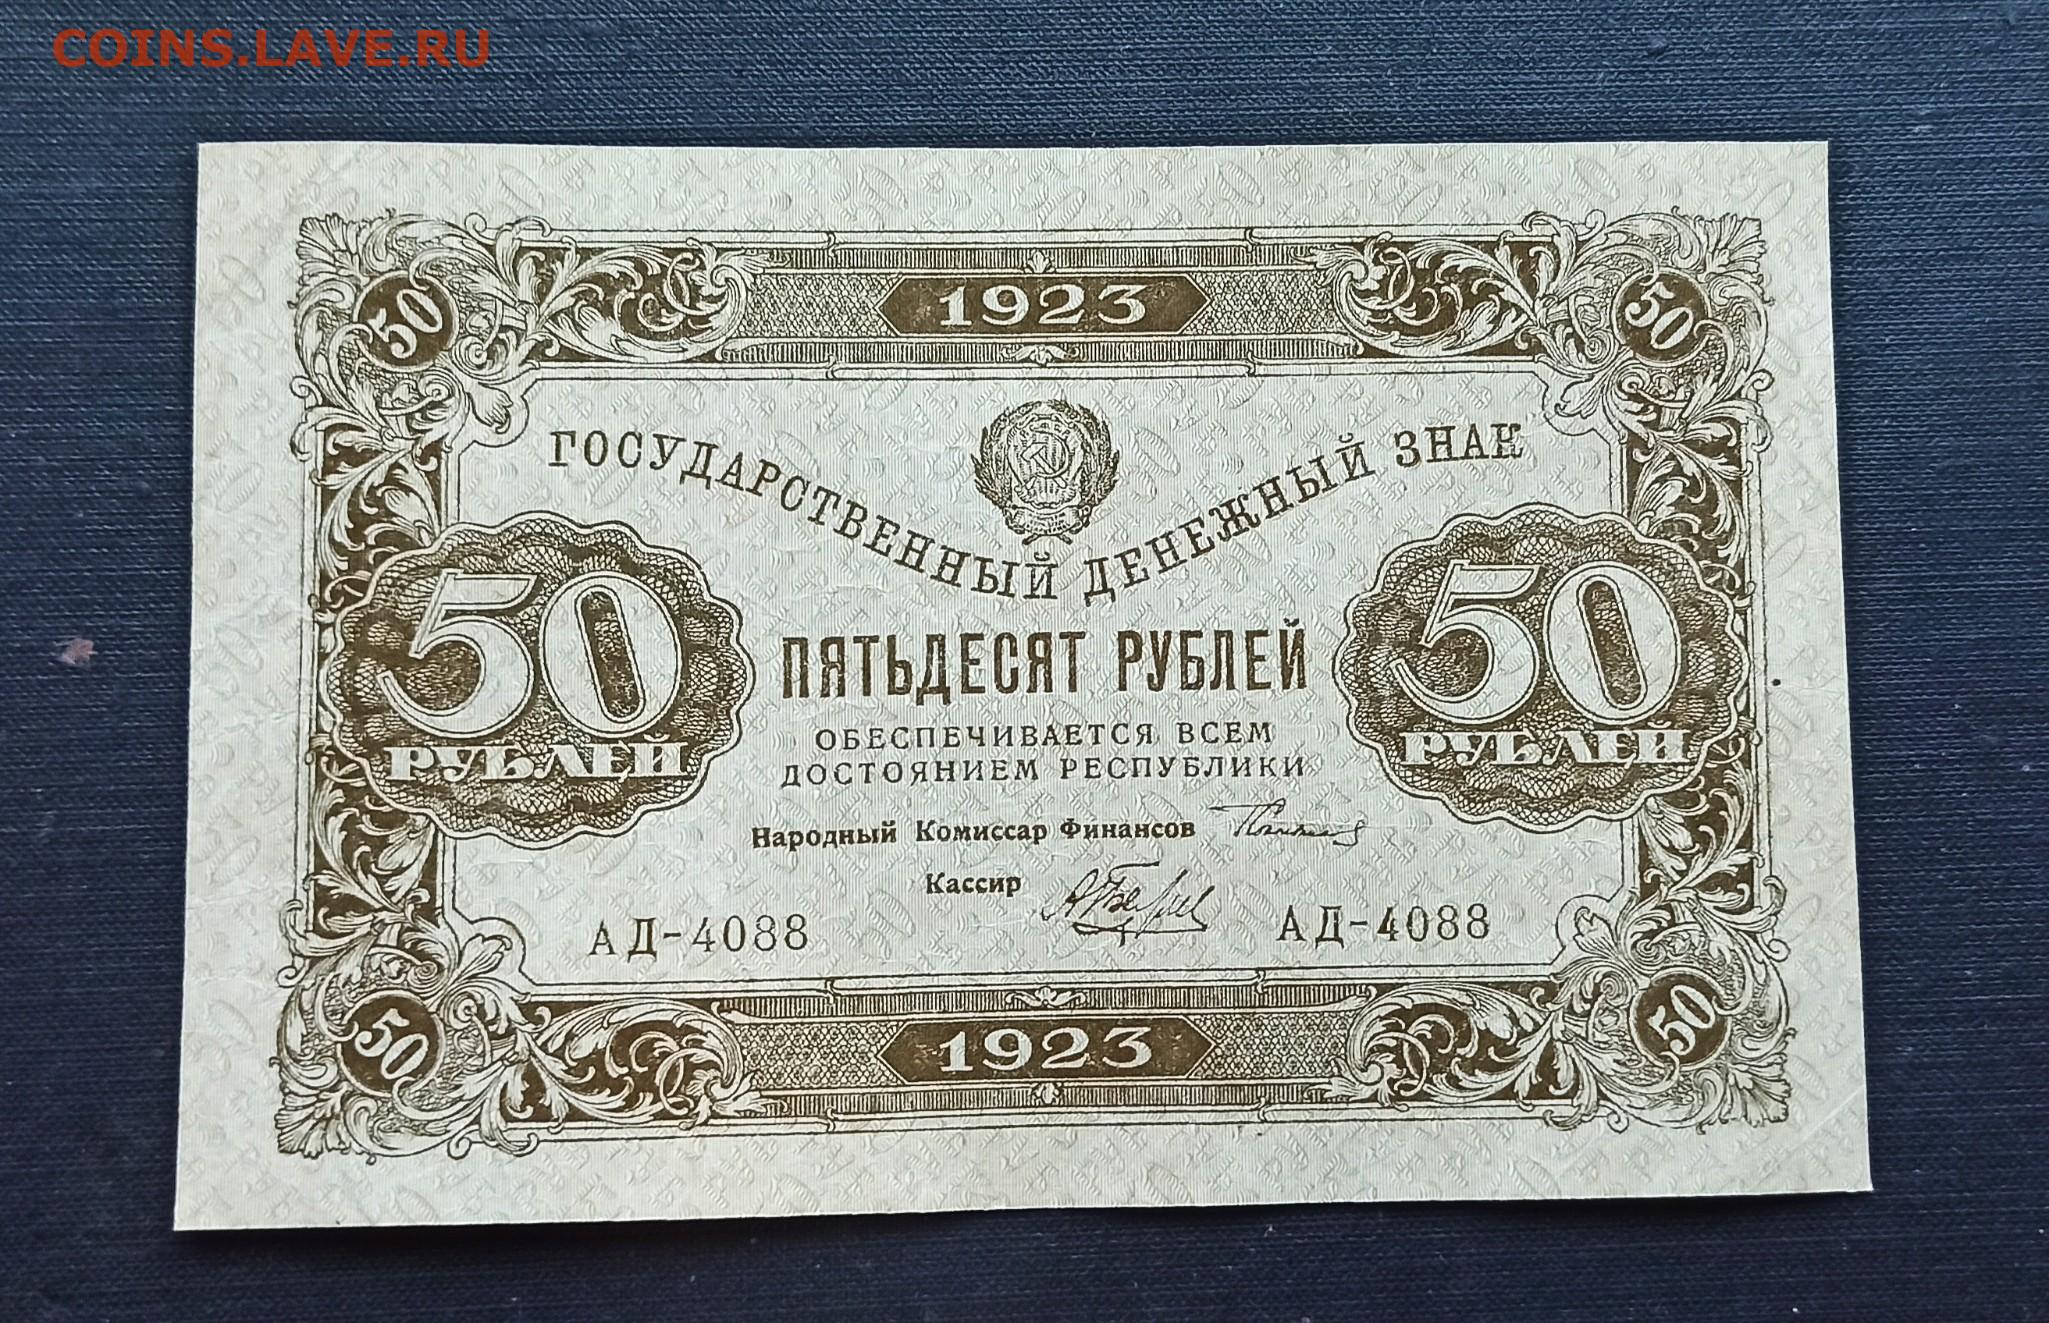 COINS.LAVE.RU
50 1923 50
ГОСУДАРСТВЕННЫЙ ДЕНЕЖНЫЙ ЗНАК
50 РУБЛЕЙ
ПЯТЬДЕСЯТ РУБЛЕЙ
50 РУБЛЕЙ
ОБЕСПЕЧИВАЕТСЯ ВСЕМ
ДОСТОЯНИЕМ РЕСПУБЛИКИ
Народный Комиссар Финансов
Кассир
АД-4088 АД-4088
50 1923 50